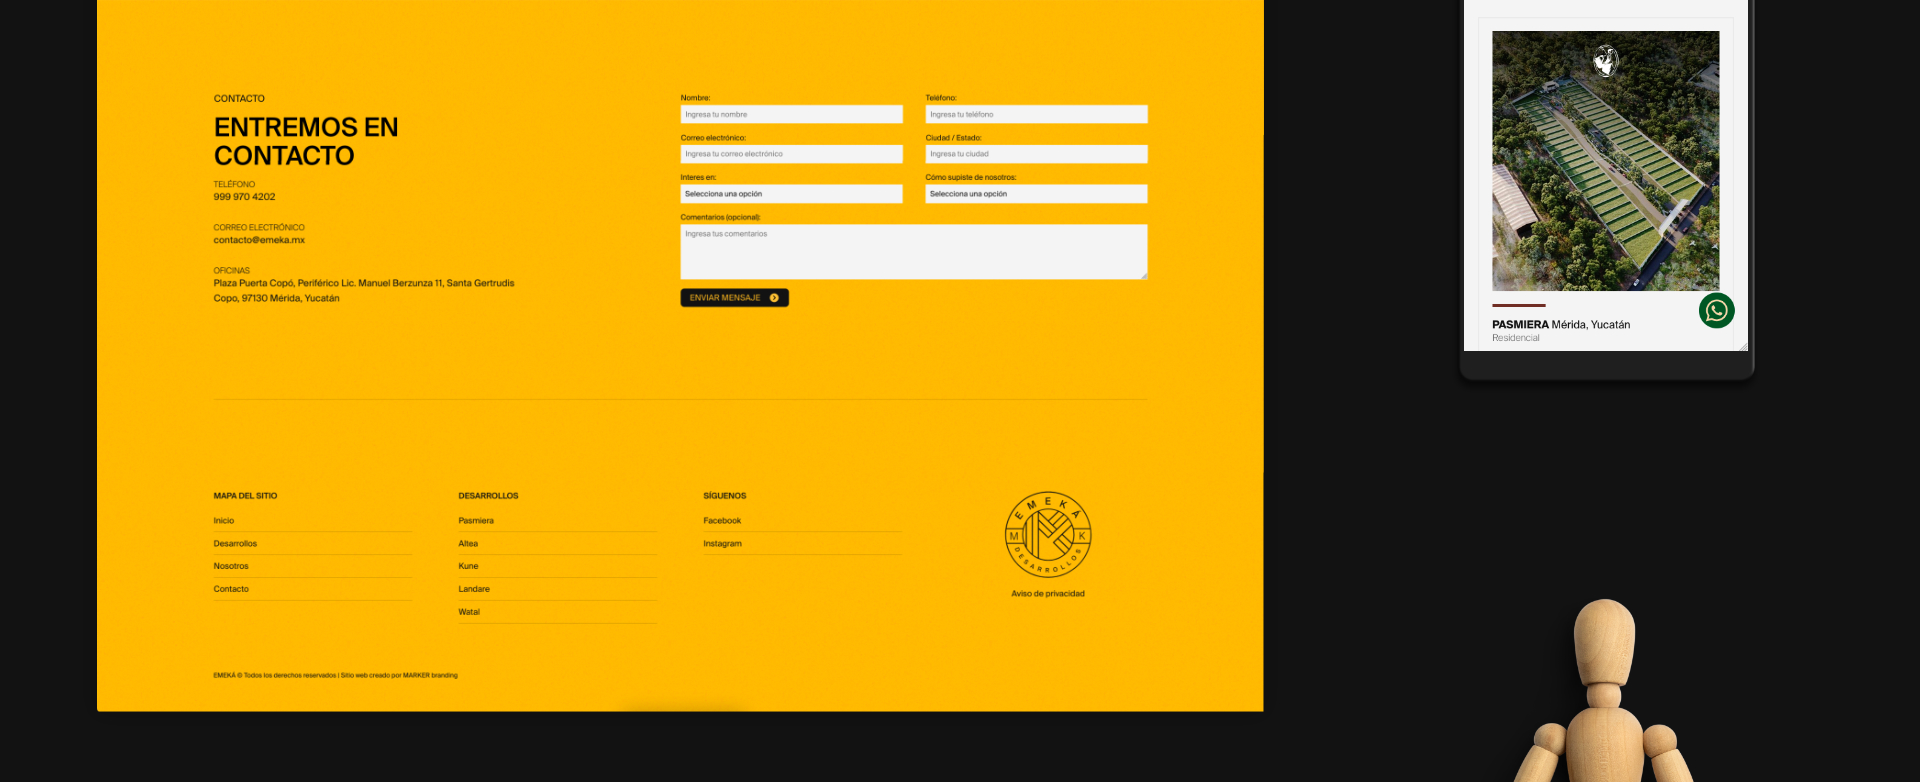 CONTACTO
ENTREMOS EN
CONTACTO
TELÉFONO
999 970 4202
CORREO ELECTRÓNICO
contacto@emeka.mx
OFICINAS
Plaza Puerta Copó, Periférico Lic. Manuel Berzunza 11, Santa Gertrudis
Copo, 97130 Mérida, Yucatán
Nombre:
Ingresa tu nombre
Teléfono:
Ingresa tu teléfono
Correo electrónico:
Ingresa tu correo electrónico
Ciudad / Estado:
Ingresa tu ciudad
Interes en:
Selecciona una opción
Cómo supiste de nosotros:
Selecciona una opción
Comentarios (opcional):
Ingresa tus comentarios
ENVIAR MENSAJE
MAPA DEL SITIO
Inicio
Desarrollos
Nosotros
Contacto
DESARROLLOS
Pasmiera
Altea
Kune
Landare
Watal
SÍGUENOS
Facebook
Instagram
EMEKÁ
M K
DESARROLLOS
Aviso de privacidad
EMEKÁ © Todos los derechos reservados | Sitio web creado por MARKER branding
PASMIERA Mérida, Yucatán
Residencial